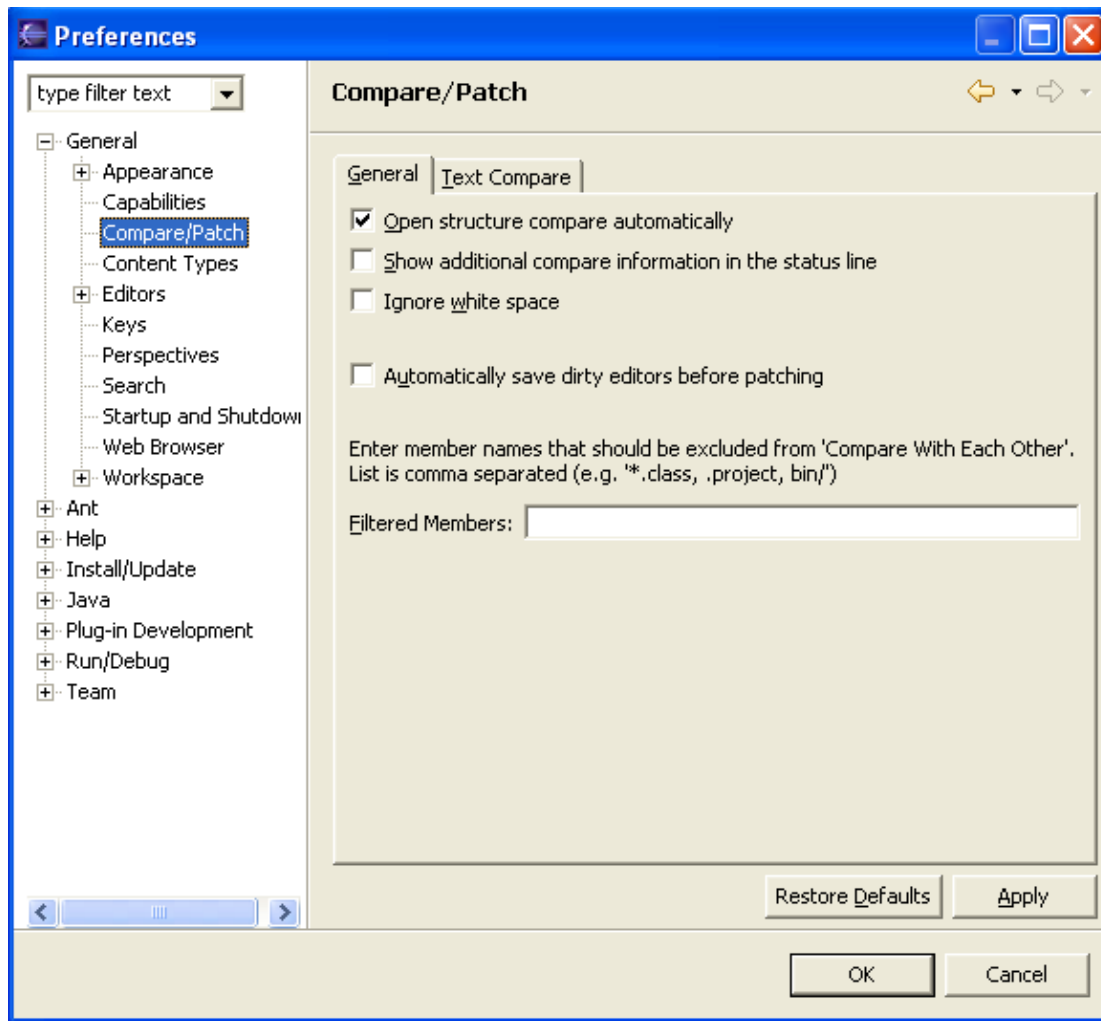 Preferences
type filter text
General
Appearance
Capabilities
Compare/Patch
Content Types
Editors
Keys
Perspectives
Search
Startup and Shutdow
Web Browser
Workspace
Ant
Help
Install/Update
Java
Plug-in Development
Run/Debug
Team
Compare/Patch
General
Text Compare
Open structure compare automatically
Show additional compare information in the status line
Ignore white space
Automatically save dirty editors before patching
Enter member names that should be excluded from 'Compare With Each Other'.
List is comma separated (e.g. '*.class, .project, bin/')
Filtered Members:
Restore Defaults
Apply
OK
Cancel